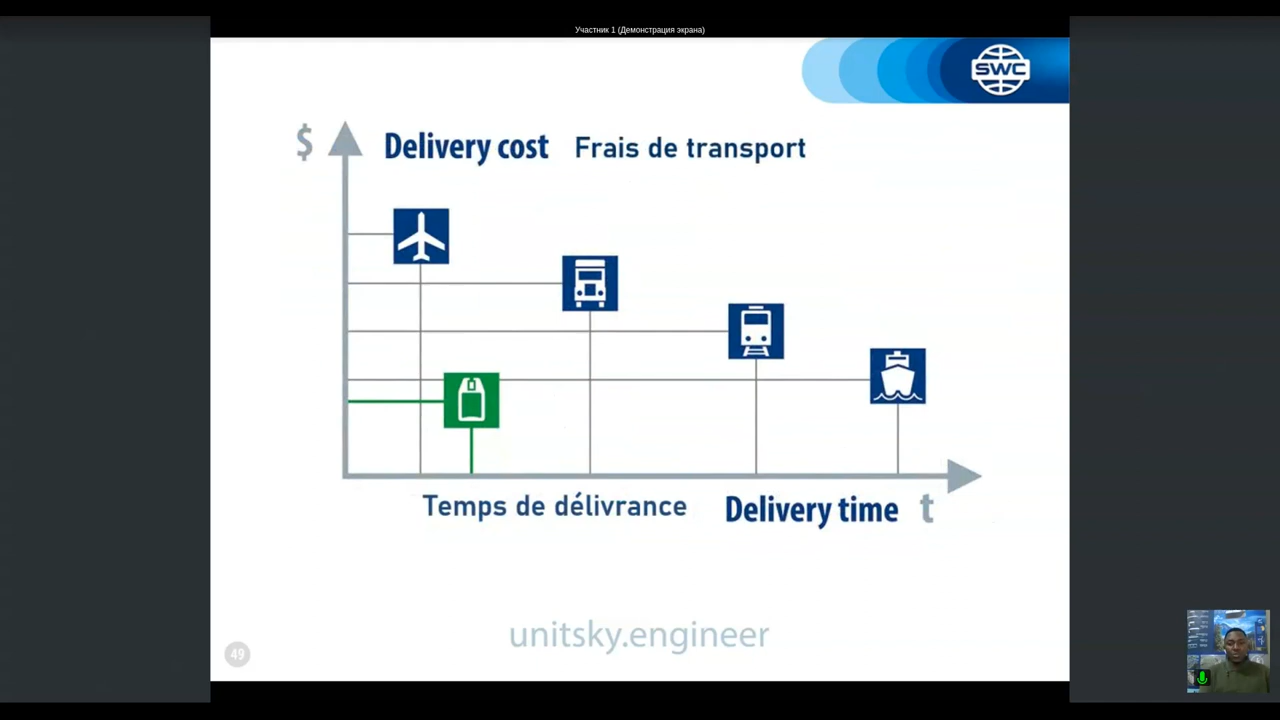 Участник 1 (Демонстрация экрана)
SWC
$ Delivery cost Frais de transport
Temps de délivrance Delivery time t
unitsky.engineer
49